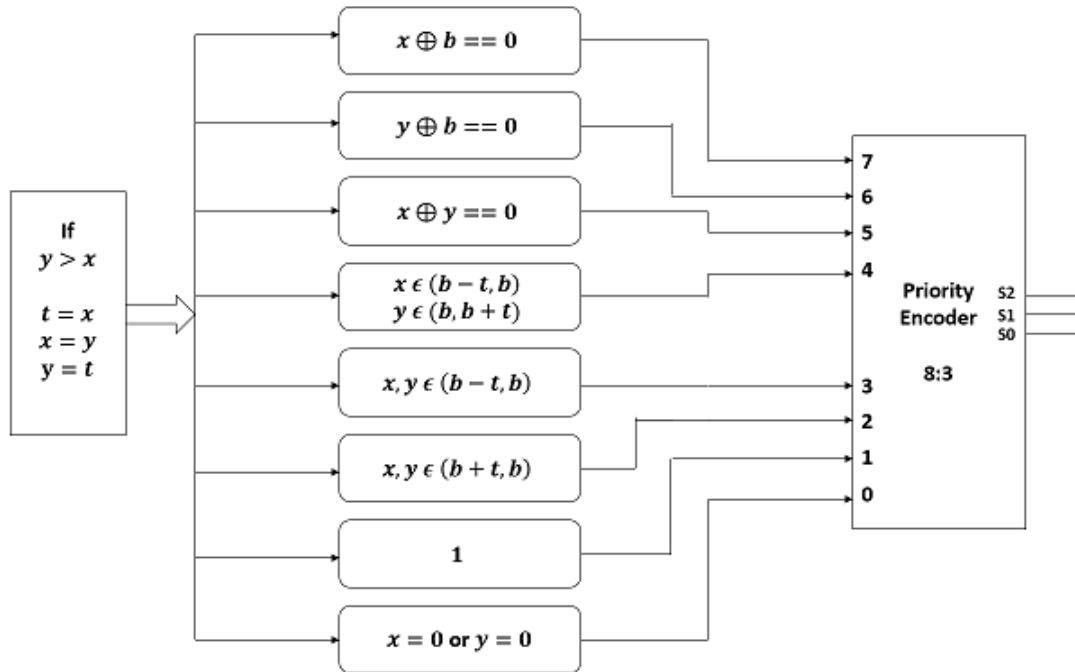 If
y > x
t = x
x = y
y = t
x ⊕ b == 0
y ⊕ b == 0
x ⊕ y == 0
x ϵ (b − t, b)
y ϵ (b, b + t)
x, y ϵ (b − t, b)
x, y ϵ (b + t, b)
1
x = 0 or y = 0
7
6
5
4
3
2
1
0
Priority
Encoder
8:3
S2
S1
S0